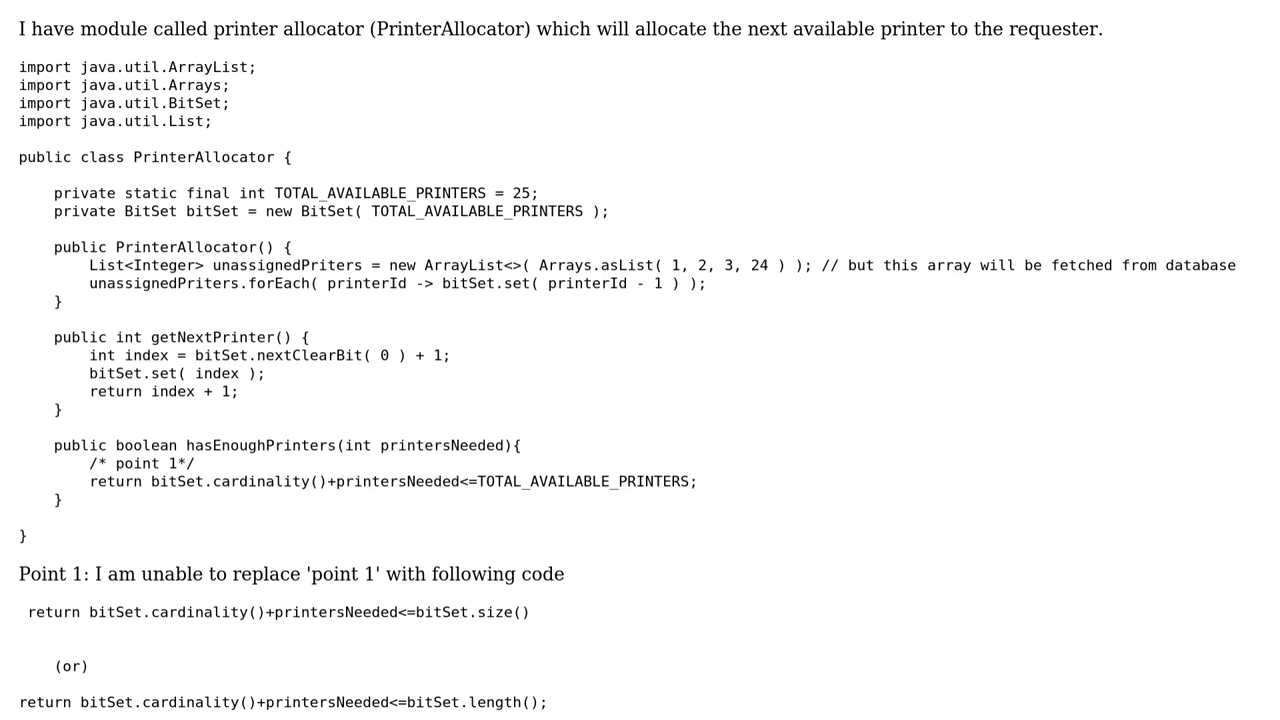 I have module called printer allocator (PrinterAllocator) which will allocate the next available printer to the requester.
import java.util.ArrayList;
import java.util.Arrays;
import java.util.BitSet;
import java.util.List;
public class PrinterAllocator {
    private static final int TOTAL_AVAILABLE_PRINTERS = 25;
    private BitSet bitSet = new BitSet( TOTAL_AVAILABLE_PRINTERS );
    public PrinterAllocator() {
        List<Integer> unassignedPriters = new ArrayList<>( Arrays.asList( 1, 2, 3, 24 ) ); // but this array will be fetched from database
        unassignedPriters.forEach( printerId -> bitSet.set( printerId - 1 ) );
    }
    public int getNextPrinter() {
        int index = bitSet.nextClearBit( 0 ) + 1;
        bitSet.set( index );
        return index + 1;
    }
    public boolean hasEnoughPrinters(int printersNeeded){
        /* point 1*/
        return bitSet.cardinality()+printersNeeded<=TOTAL_AVAILABLE_PRINTERS;
    }
}
Point 1: I am unable to replace 'point 1' with following code
 return bitSet.cardinality()+printersNeeded<=bitSet.size()
    (or)
return bitSet.cardinality()+printersNeeded<=bitSet.length();